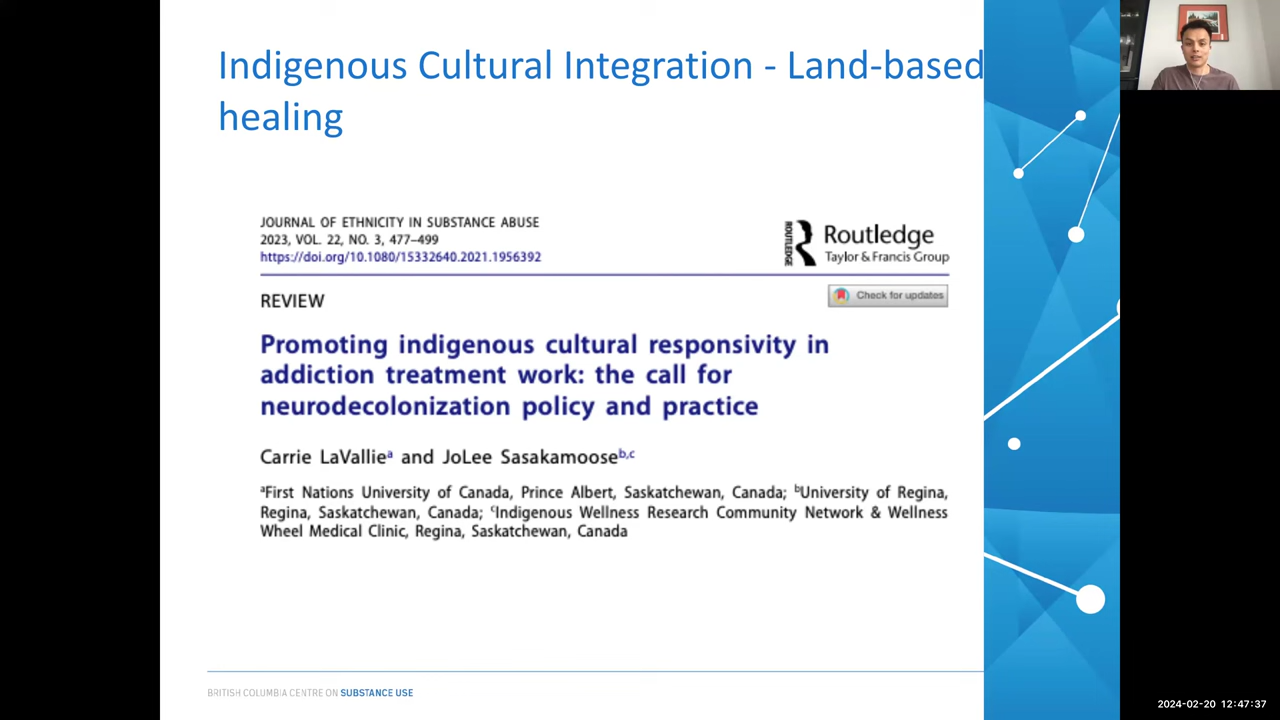 Indigenous Cultural Integration - Land-based
healing
JOURNAL OF ETHNICITY IN SUBSTANCE ABUSE
2023, VOL. 22, NO. 3, 477–499
https://doi.org/10.1080/15332640.2021.1956392
ROUTLEDGE
Routledge
Taylor & Francis Group
REVIEW
Check for updates
Promoting indigenous cultural responsivity in
addiction treatment work: the call for
neurodecolonization policy and practice
Carrie LaVallieᵃ and JoLee Sasakamooseᵇ,ᶜ
ᵃFirst Nations University of Canada, Prince Albert, Saskatchewan, Canada; ᵇUniversity of Regina,
Regina, Saskatchewan, Canada; ᶜIndigenous Wellness Research Community Network & Wellness
Wheel Medical Clinic, Regina, Saskatchewan, Canada
BRITISH COLUMBIA CENTRE ON SUBSTANCE USE
2024-02-20 12:47:37